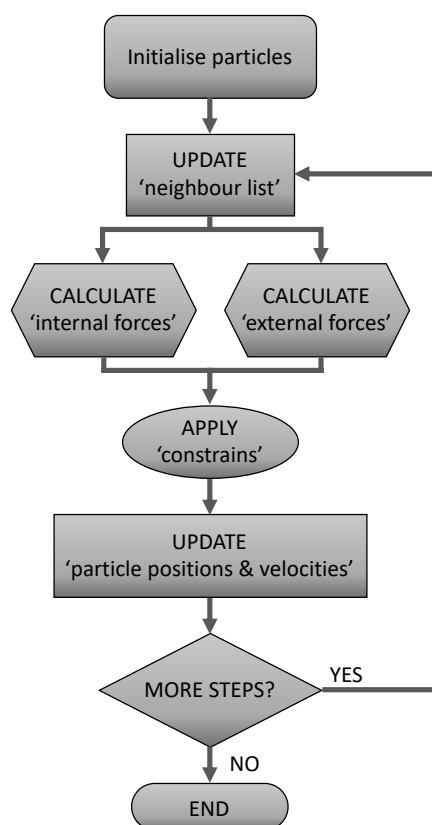 Initialise particles
UPDATE
‘neighbour list’
CALCULATE
‘internal forces’
CALCULATE
‘external forces’
APPLY
‘constrains’
UPDATE
‘particle positions & velocities’
MORE STEPS?
YES
NO
END